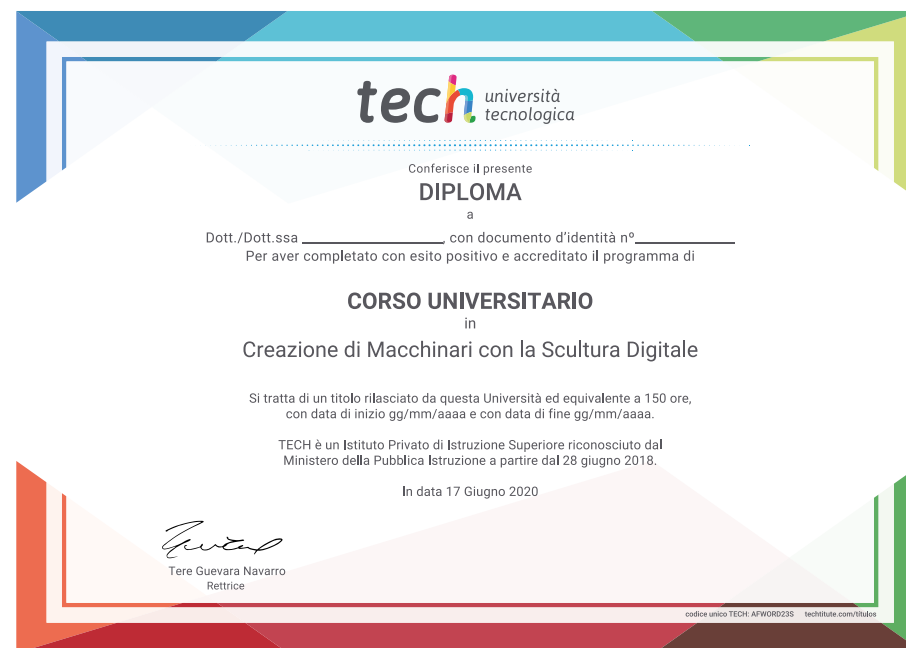 tech università
tecnologica
Conferisce il presente
DIPLOMA
a
Dott./Dott.ssa ____________________, con documento d'identità nº______________
Per aver completato con esito positivo e accreditato il programma di
CORSO UNIVERSITARIO
in
Creazione di Macchinari con la Scultura Digitale
Si tratta di un titolo rilasciato da questa Università ed equivalente a 150 ore,
con data di inizio gg/mm/aaaa e con data di fine gg/mm/aaaa.
TECH è un Istituto Privato di Istruzione Superiore riconosciuto dal
Ministero della Pubblica Istruzione a partire dal 28 giugno 2018.
In data 17 Giugno 2020
Tere Guevara Navarro
Rettrice
codice unico TECH: AFWORD23S techtitute.com/titulos